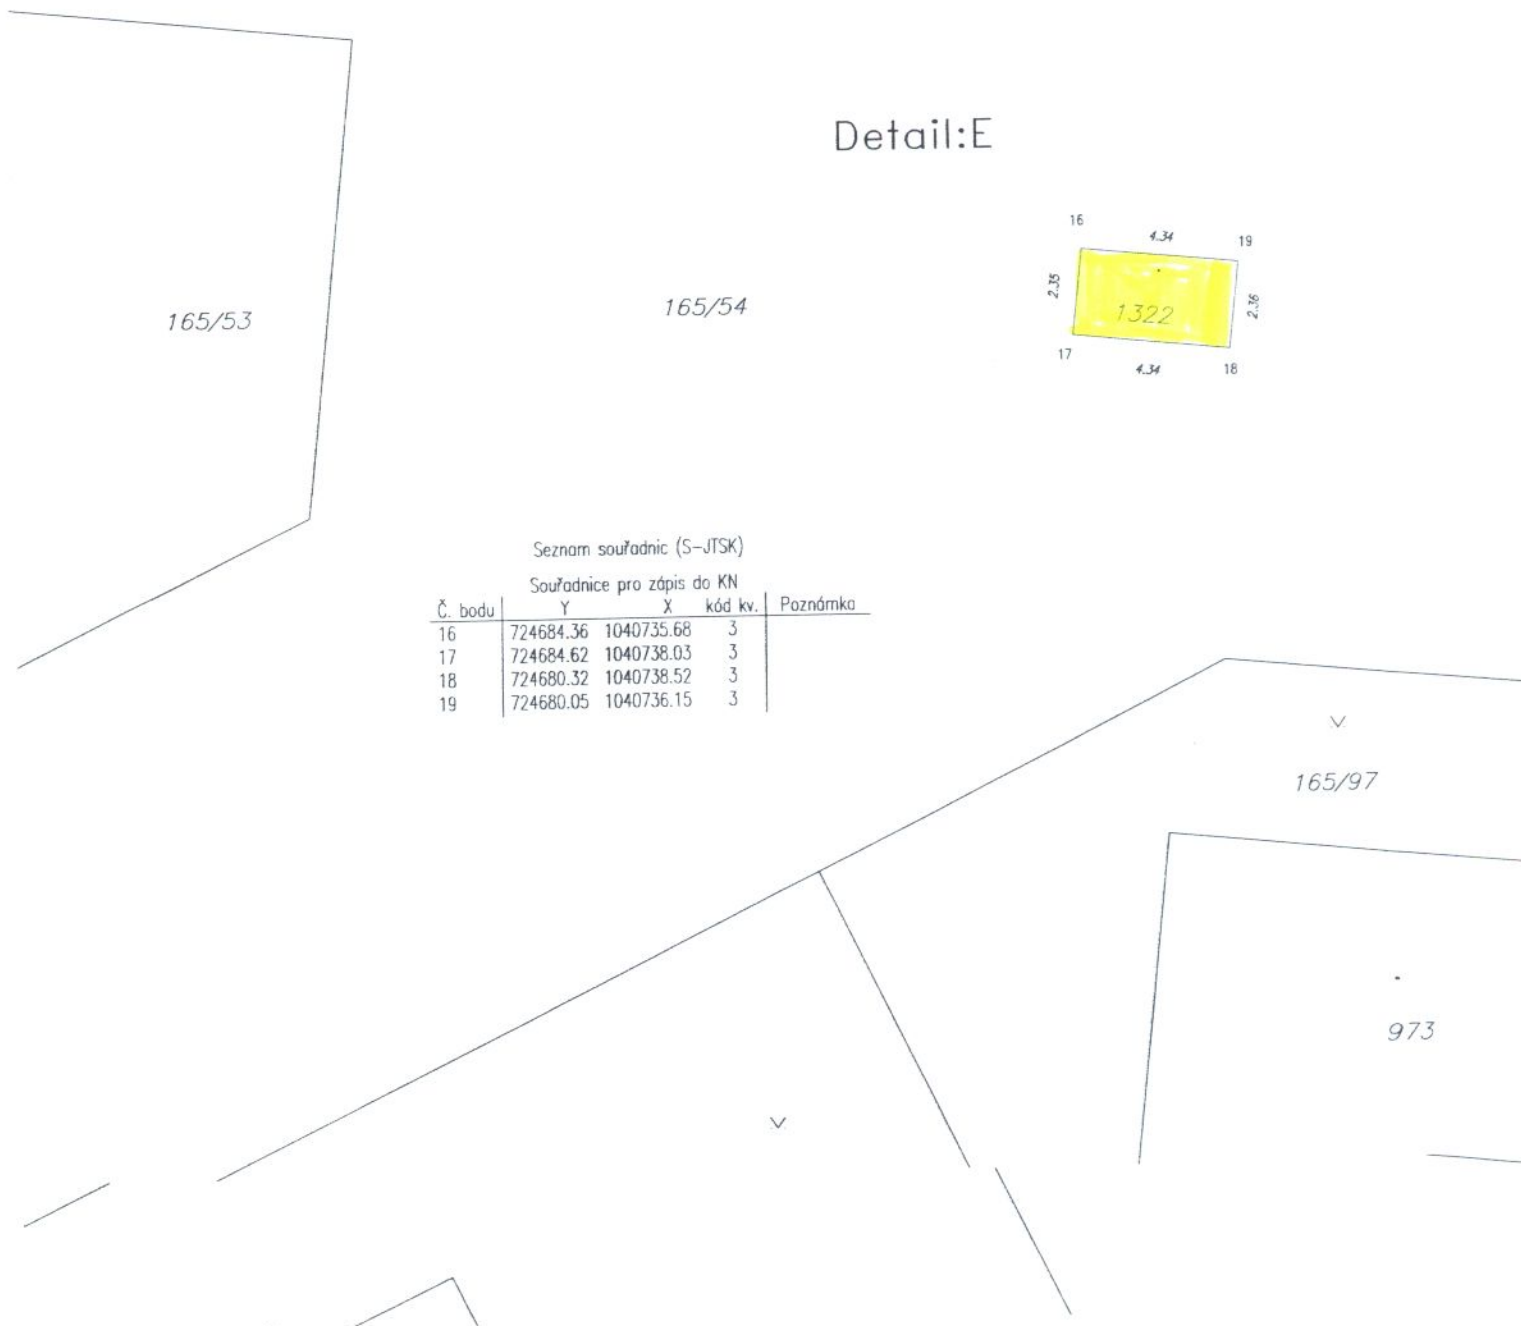 Detail:E
16
4.34
19
2.35
1322
2.36
17
4.34
18
165/53
165/54
Seznam souřadnic (S-JTSK)
Souřadnice pro zápis do KN
Č. bodu Y X kód kv. Poznámka
16 724684.36 1040735.68 3
17 724684.62 1040738.03 3
18 724680.32 1040738.52 3
19 724680.05 1040736.15 3
165/97
973